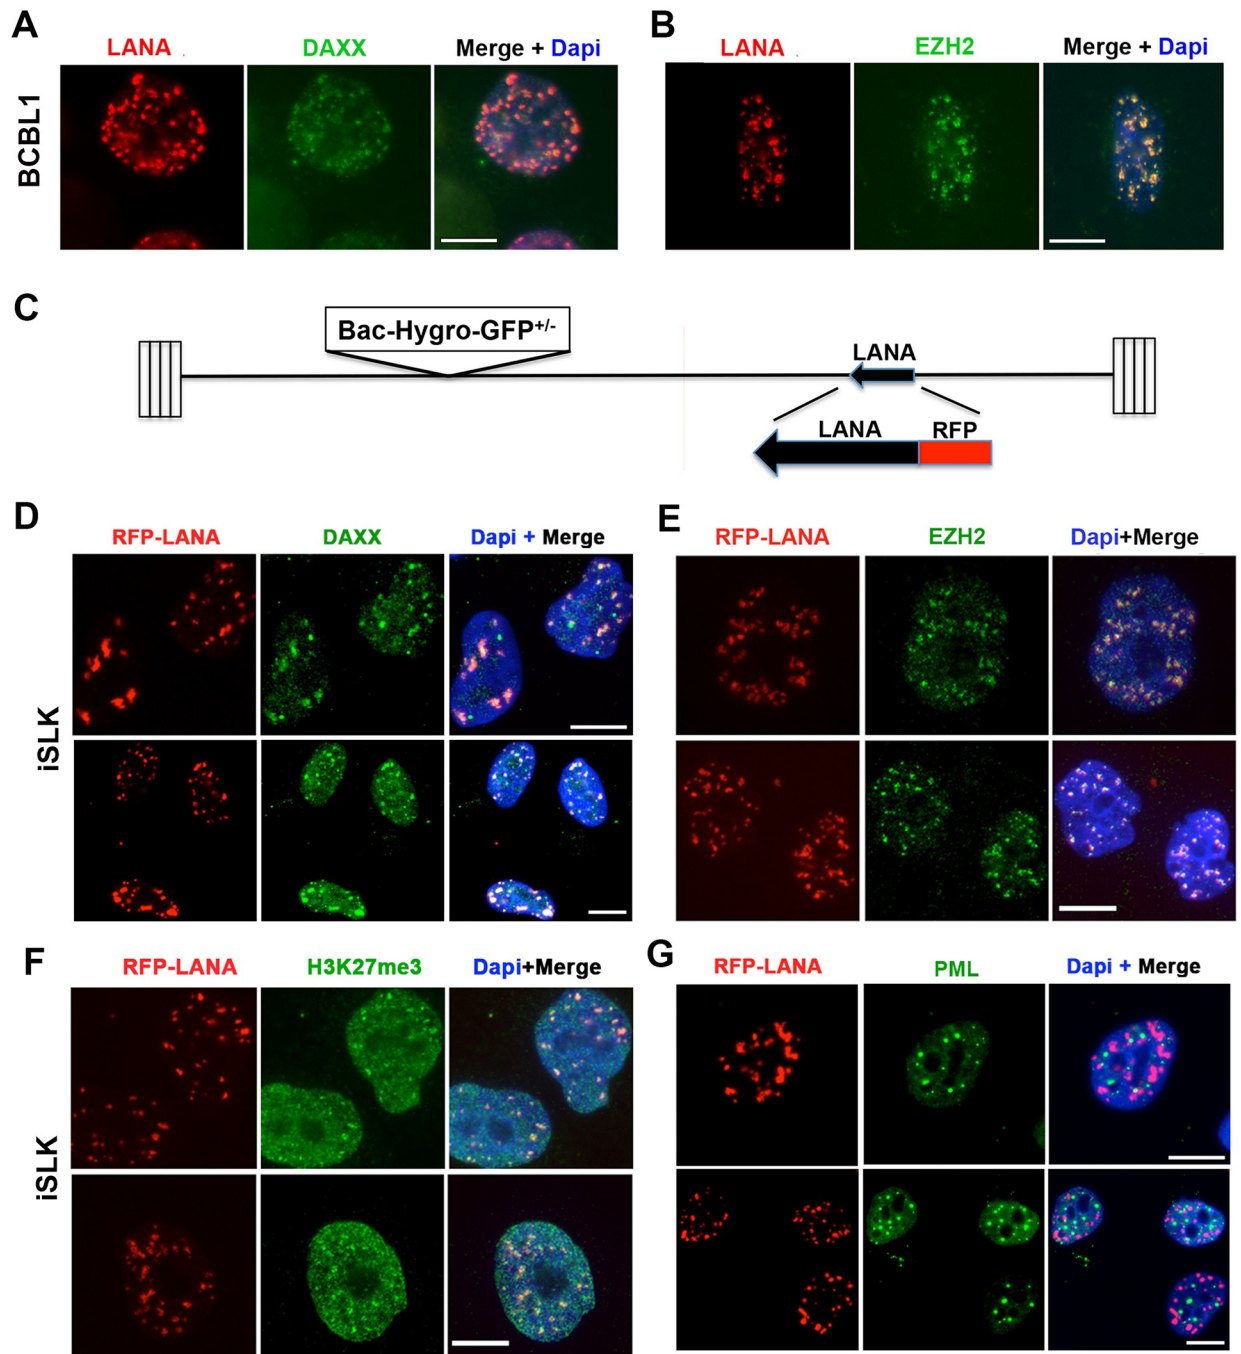 A
LANA
DAXX
Merge + Dapi
BCBL1
B
LANA
EZH2
Merge + Dapi
C
Bac-Hygro-GFP+/-
LANA
LANA
RFP
D
RFP-LANA
DAXX
Dapi + Merge
iSLK
E
RFP-LANA
EZH2
Dapi+Merge
F
RFP-LANA
H3K27me3
Dapi+Merge
iSLK
G
RFP-LANA
PML
Dapi + Merge